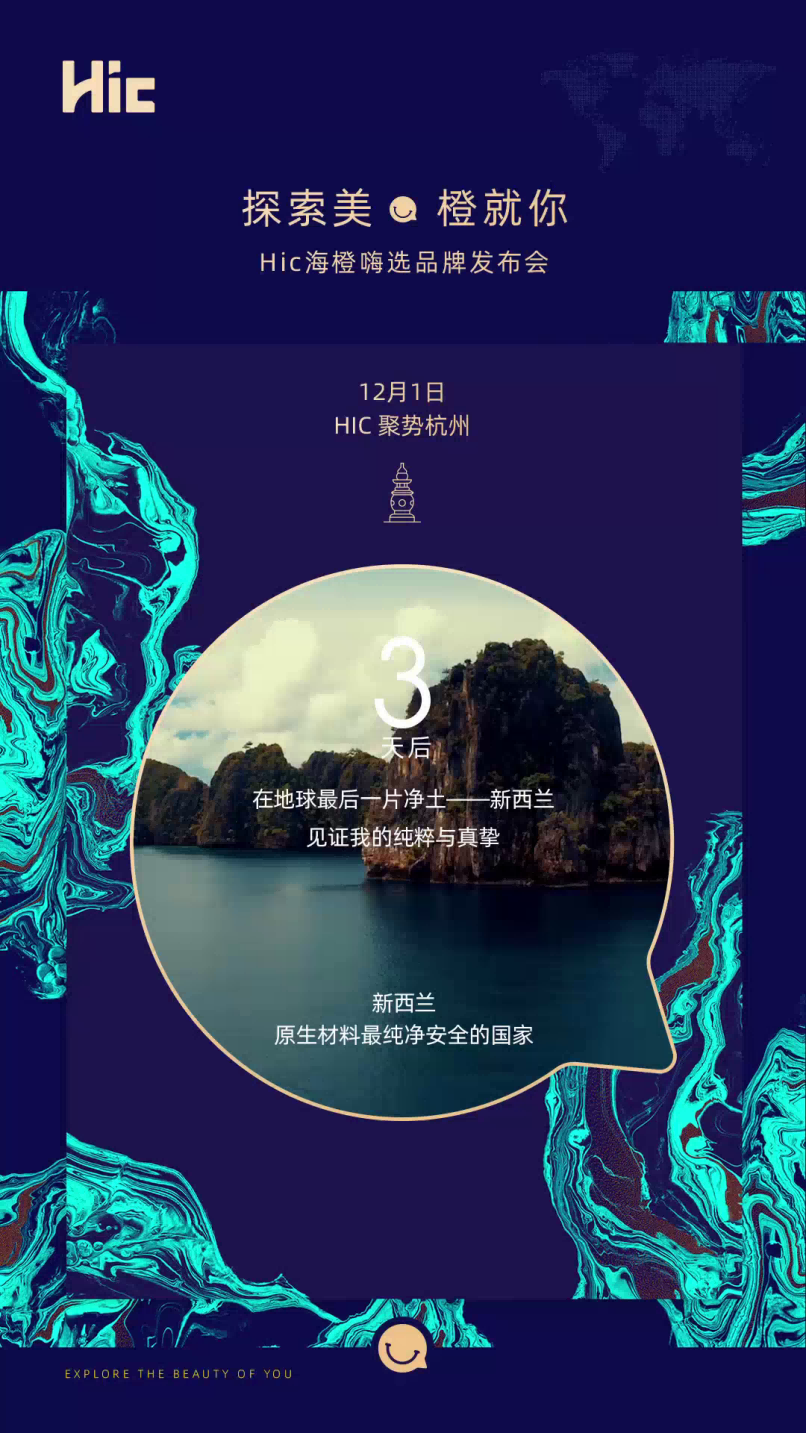 Hic
探索美 橙就你
Hic海橙嗨选品牌发布会
12月1日
HIC 聚势杭州
3
天后
在地球最后一片净土——新西兰
见证我的纯粹与真挚
新西兰
原生材料最纯净安全的国家
EXPLORE THE BEAUTY OF YOU